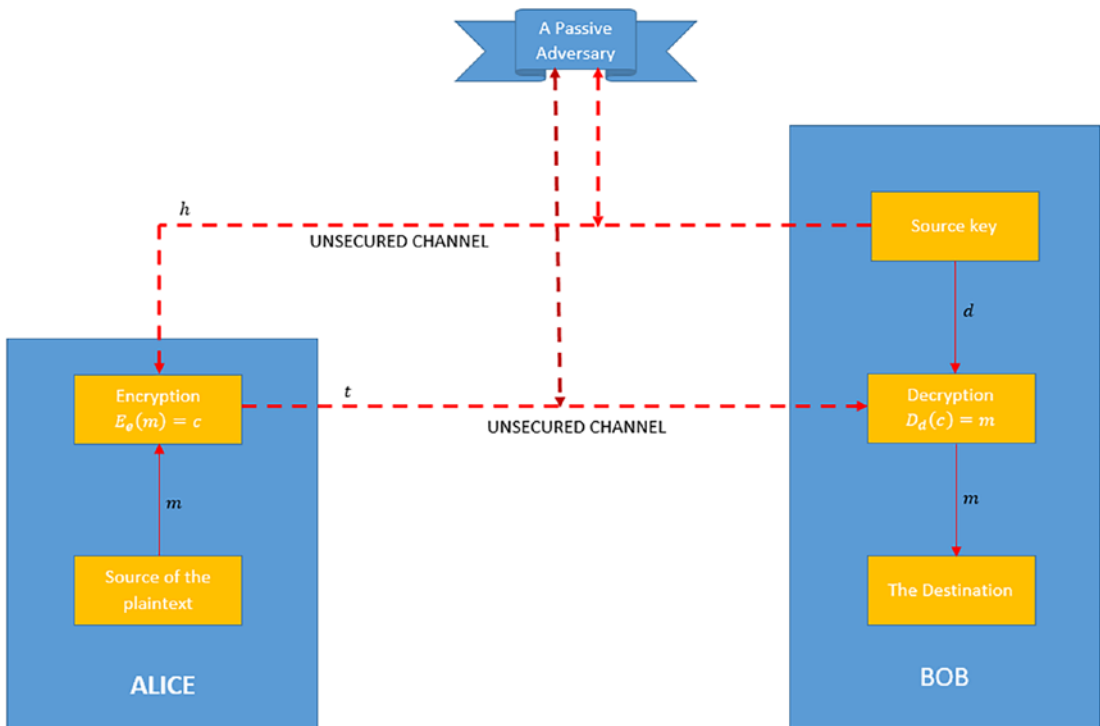 A Passive
Adversary
h
UNSECURED CHANNEL
Source key
d
Encryption
E_e(m) = c
t
UNSECURED CHANNEL
Decryption
D_d(c) = m
m
m
Source of the
plaintext
The Destination
ALICE
BOB